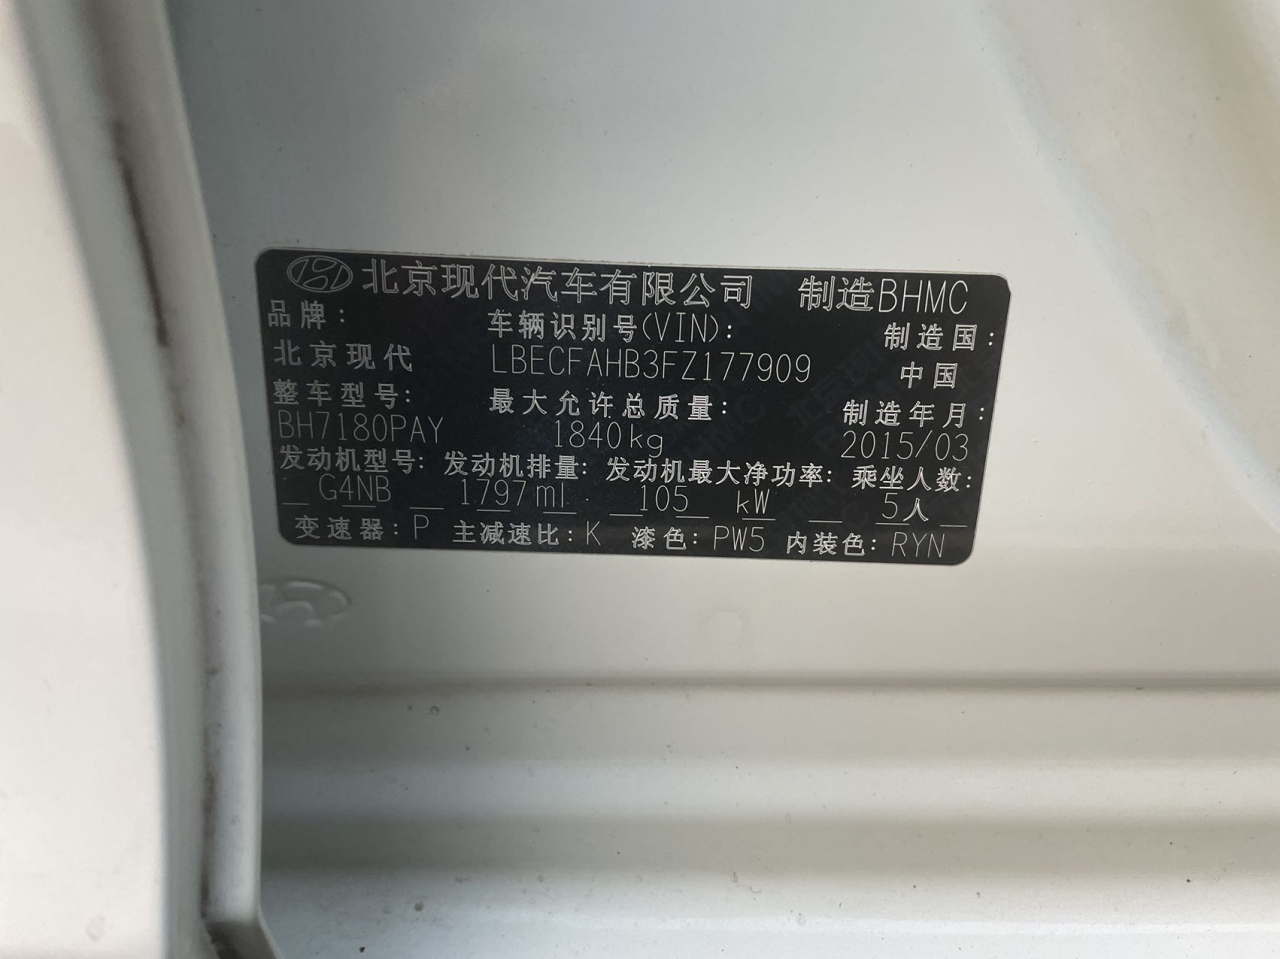 北京现代汽车有限公司 制造BHMC
品牌: 车辆识别号(VIN): 制造国:
北京现代 LBECFAHB3FZ177909 中国
整车型号: 最大允许总质量: 制造年月:
BH7180PAY 1840kg 2015/03
发动机型号: 发动机排量: 发动机最大净功率: 乘坐人数:
G4NB 1797ml 105 kW 5人
变速器: P 主减速比: K 漆色: PW5 内装色: RYN